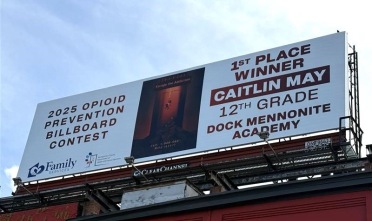 2025 OPIOID
PREVENTION
BILLBOARD
CONTEST
Family
1ST PLACE
WINNER
CAITLIN MAY
12TH GRADE
DOCK MENNONITE
ACADEMY
CLEAR CHANNEL